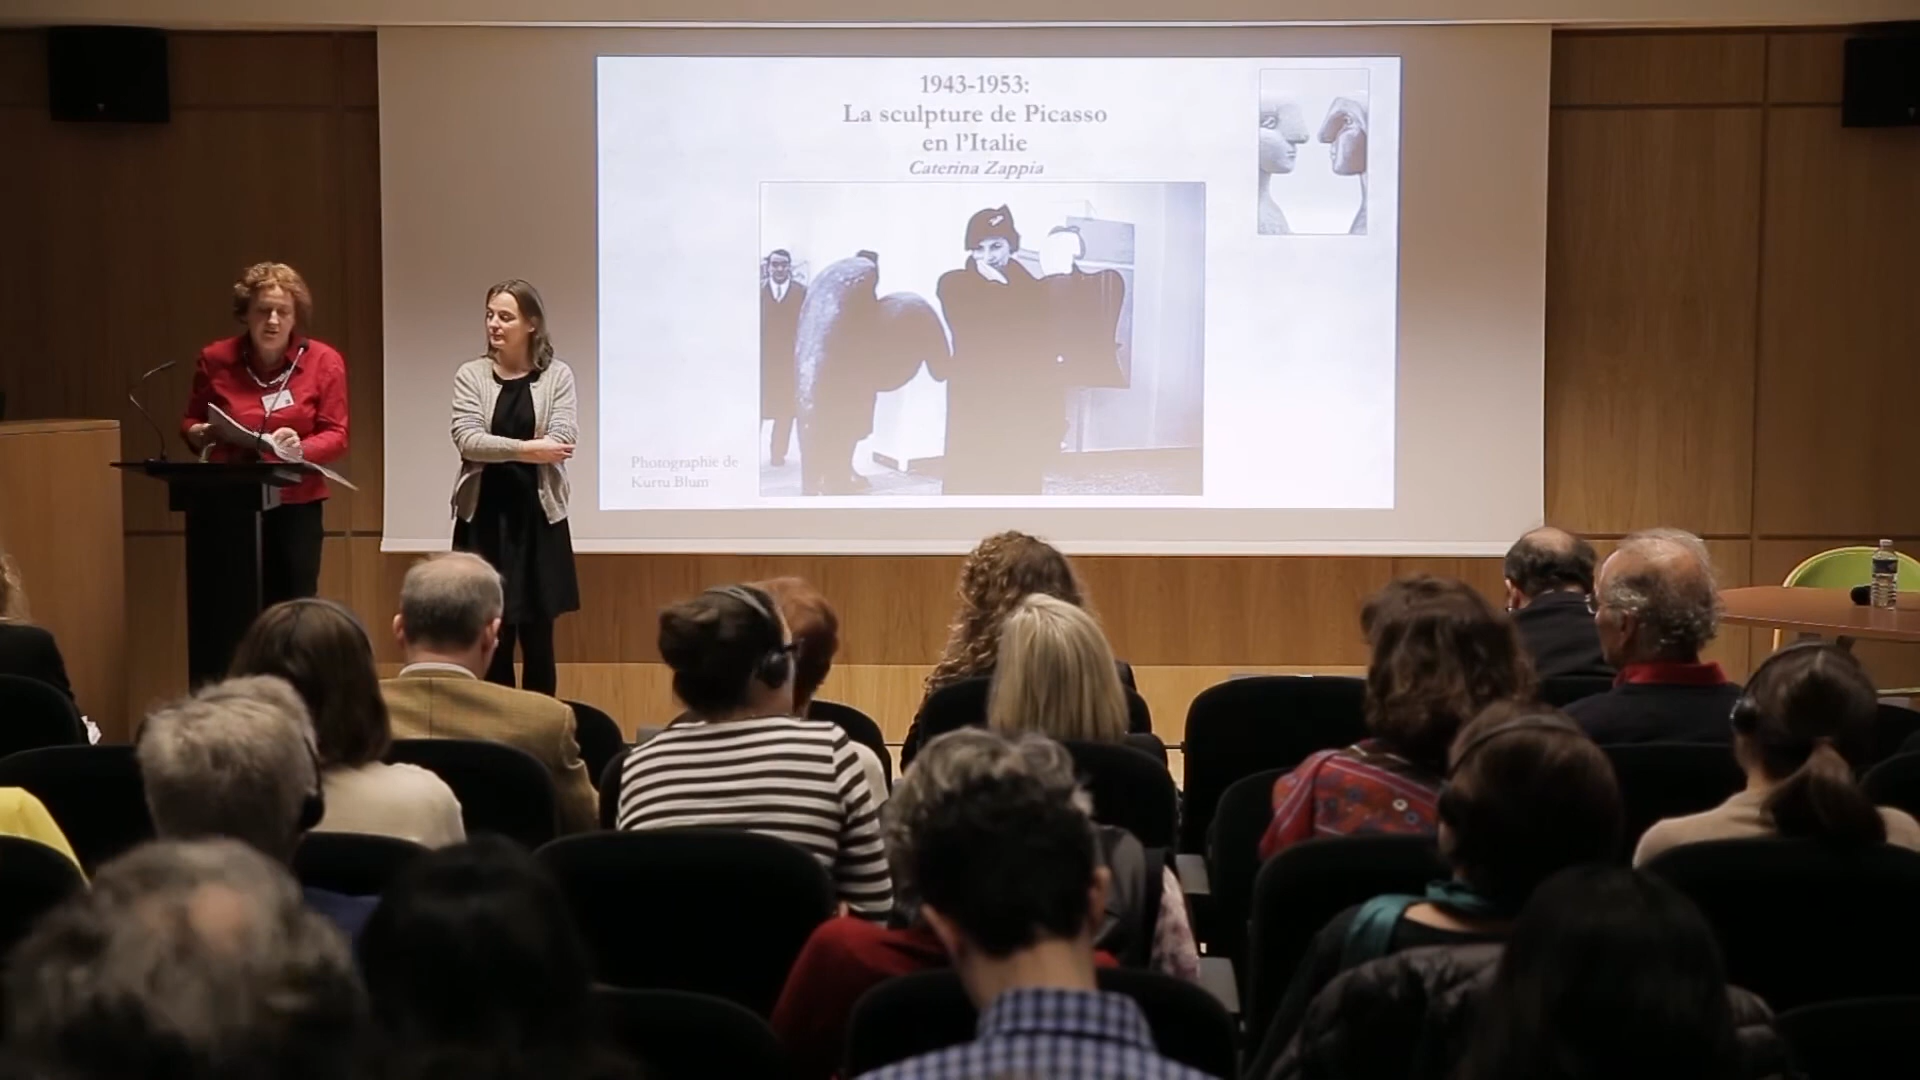 1943-1953:
La sculpture de Picasso
en l'Italie
Caterina Zappia
Photographie de
Kurtu Blum